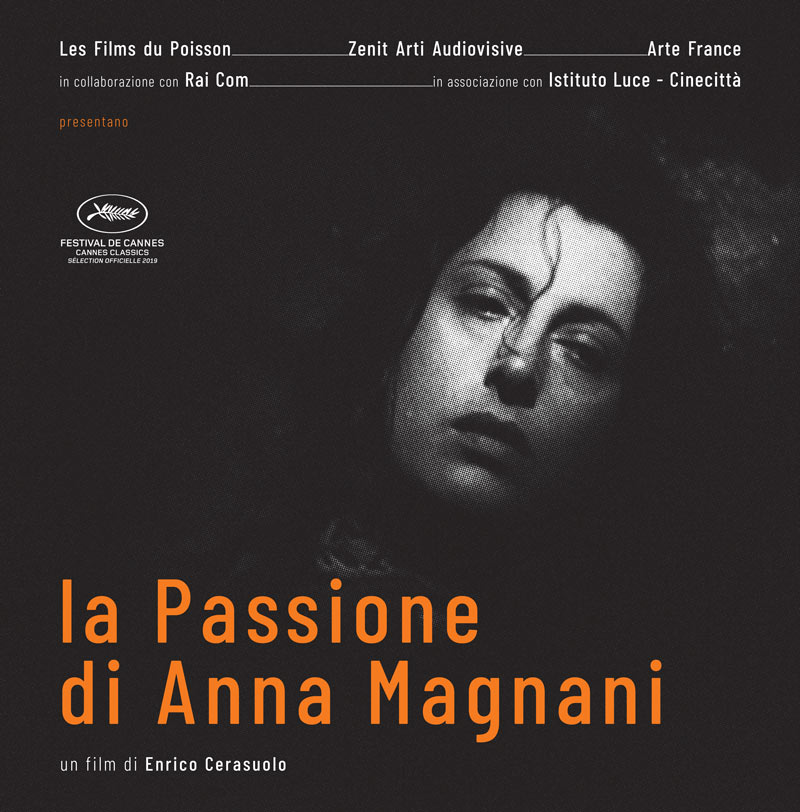 Les Films du Poisson Zenit Arti Audiovisive Arte France
in collaborazione con Rai Com in associazione con Istituto Luce - Cinecittà
presentano
FESTIVAL DE CANNES
CANNES CLASSICS
SÉLECTION OFFICIELLE 2019
la Passione
di Anna Magnani
un film di Enrico Cerasuolo